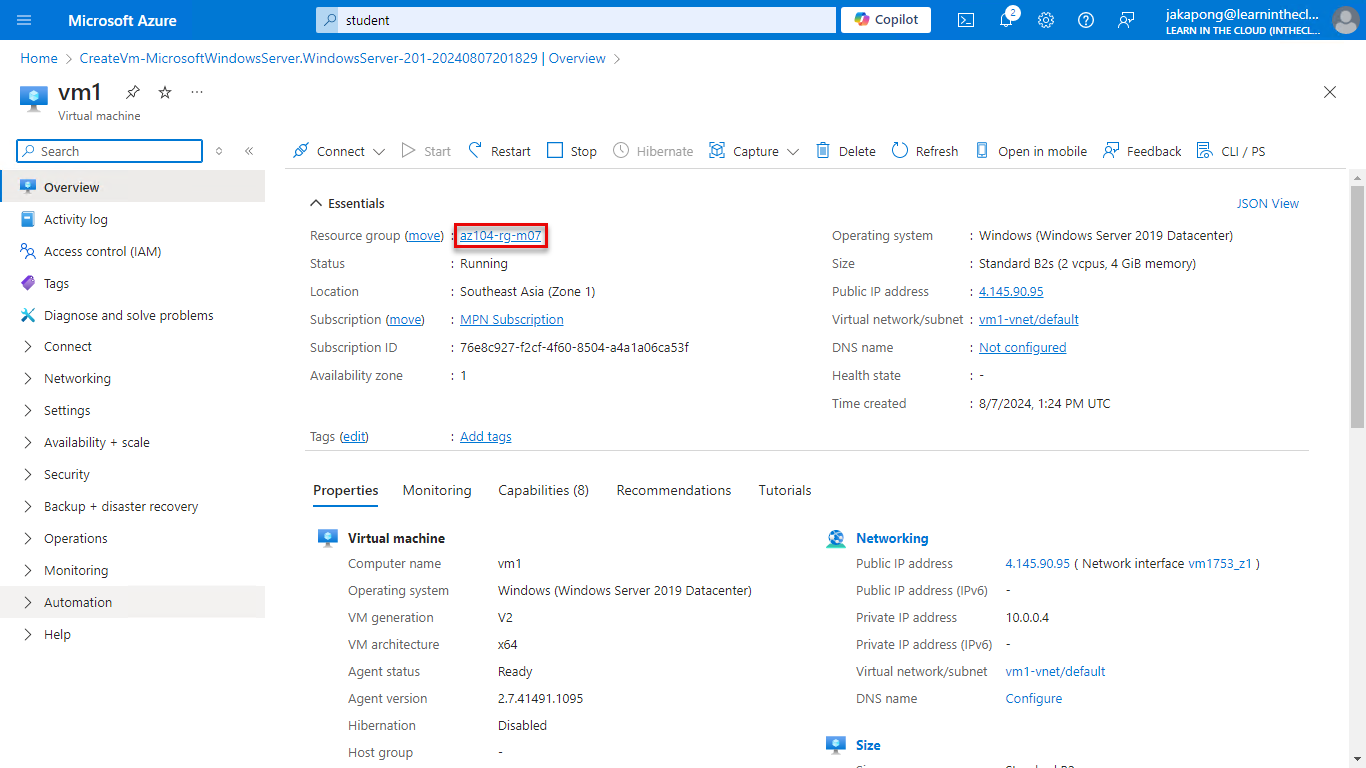 Microsoft Azure
student
Copilot
2
jakapong@learninthecl...
LEARN IN THE CLOUD (INTHECL...
Home > CreateVm-MicrosoftWindowsServer.WindowsServer-201-20240807201829 | Overview >
vm1
...
Virtual machine
Search
Connect Start Restart Stop Hibernate Capture Delete Refresh Open in mobile Feedback CLI / PS
Overview
Activity log
Access control (IAM)
Tags
Diagnose and solve problems
Connect
Networking
Settings
Availability + scale
Security
Backup + disaster recovery
Operations
Monitoring
Automation
Help
Essentials
JSON View
Resource group (move) : az104-rg-m07
Status : Running
Location : Southeast Asia (Zone 1)
Subscription (move) : MPN Subscription
Subscription ID : 76e8c927-f2cf-4f60-8504-a4a1a06ca53f
Availability zone : 1
Operating system : Windows (Windows Server 2019 Datacenter)
Size : Standard B2s (2 vcpus, 4 GiB memory)
Public IP address : 4.145.90.95
Virtual network/subnet : vm1-vnet/default
DNS name : Not configured
Health state : -
Time created : 8/7/2024, 1:24 PM UTC
Tags (edit) : Add tags
Properties Monitoring Capabilities (8) Recommendations Tutorials
Virtual machine
Computer name vm1
Operating system Windows (Windows Server 2019 Datacenter)
VM generation V2
VM architecture x64
Agent status Ready
Agent version 2.7.41491.1095
Hibernation Disabled
Host group -
Networking
Public IP address 4.145.90.95 ( Network interface vm1753_z1 )
Public IP address (IPv6) -
Private IP address 10.0.0.4
Private IP address (IPv6) -
Virtual network/subnet vm1-vnet/default
DNS name Configure
Size